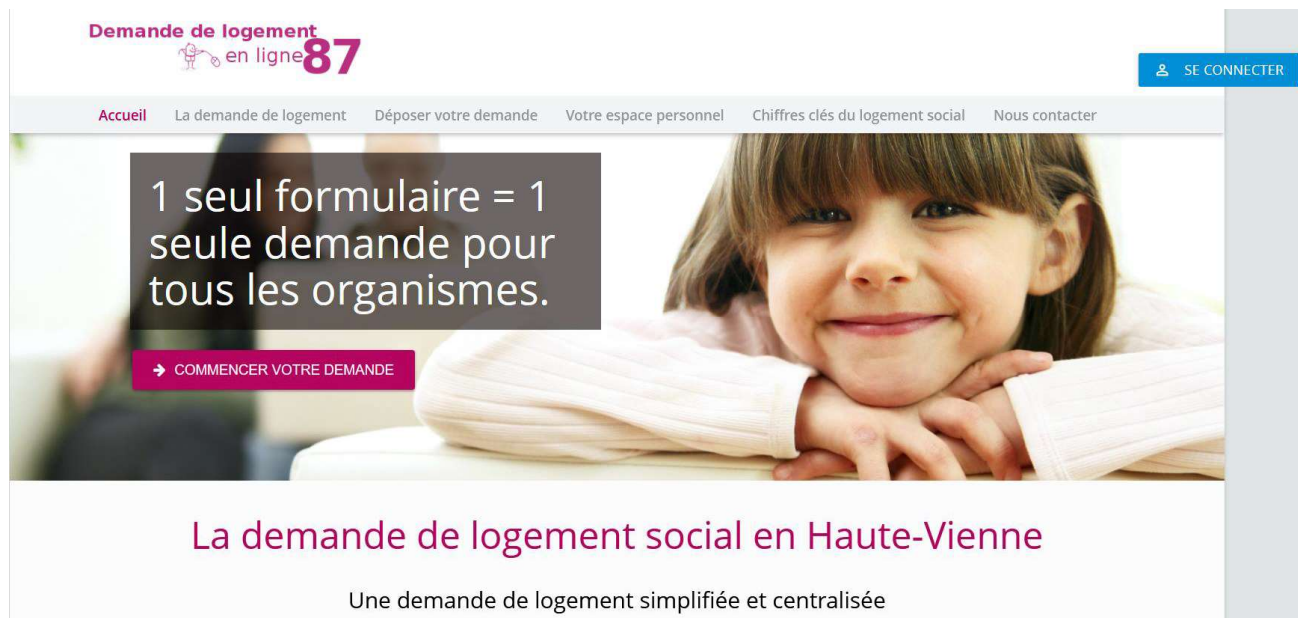 Demande de logement
en ligne 87
SE CONNECTER
Accueil La demande de logement Déposer votre demande Votre espace personnel Chiffres clés du logement social Nous contacter
1 seul formulaire = 1
seule demande pour
tous les organismes.
COMMENCER VOTRE DEMANDE
La demande de logement social en Haute-Vienne
Une demande de logement simplifiée et centralisée